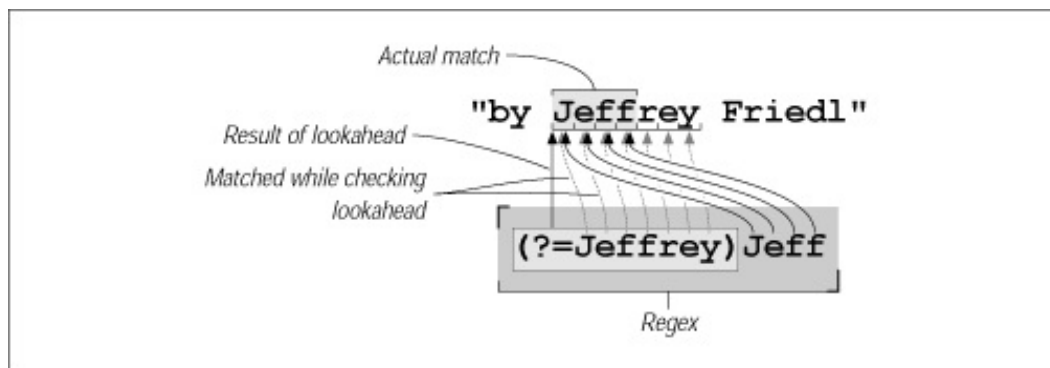 Actual match
"by Jeffrey Friedl"
Result of lookahead
Matched while checking
lookahead
(?=Jeffrey)Jeff
Regex